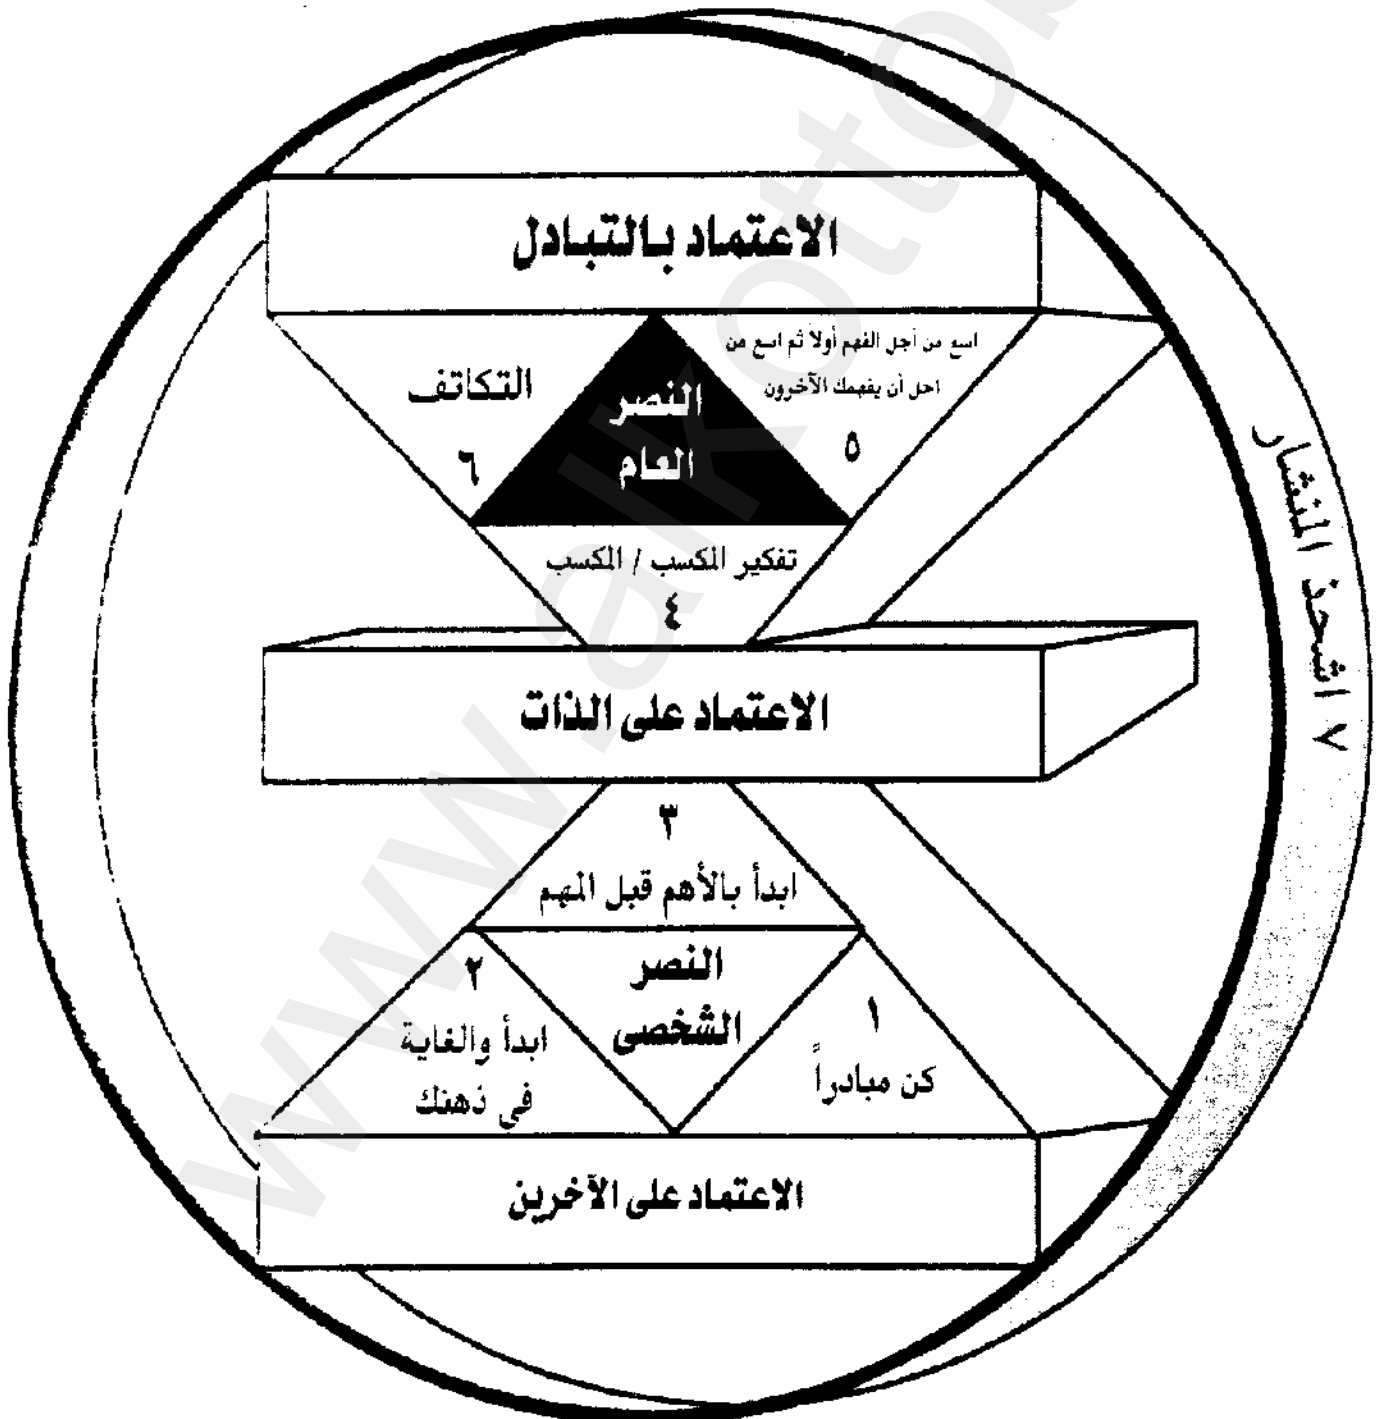 الاعتماد بالتبادل
اسع من أجل الفهم أولاً ثم اسع من
احل أن يفهمك الآخرون
٥
النصر
العام
التكاتف
٦
تفكير المكسب / المكسب
٤
الاعتماد على الذات
٣
ابدأ بالأهم قبل المهم
النصر
الشخصى
١
كن مبادراً
٢
ابدأ والغاية
فى ذهنك
الاعتماد على الآخرين
٧ اشحذ المنشار